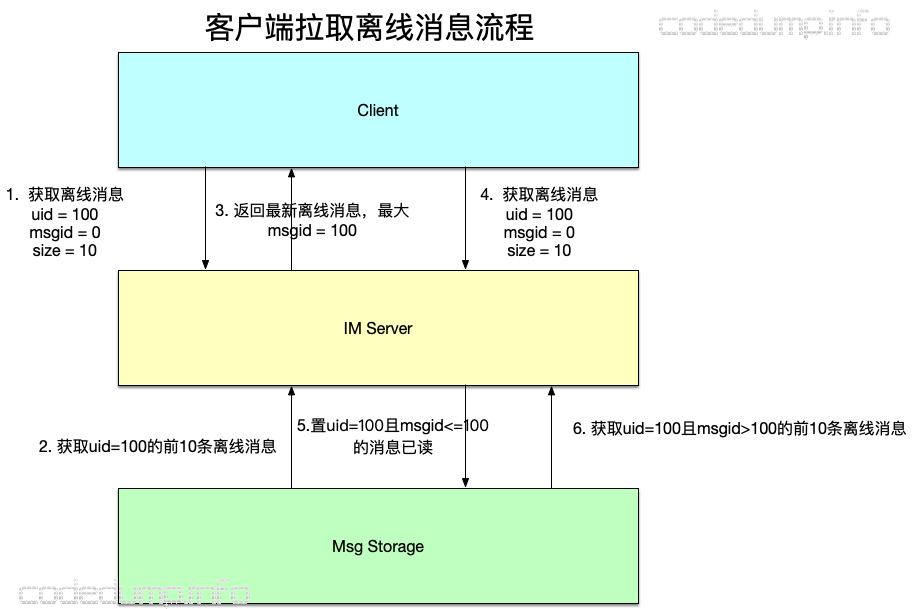 客户端拉取离线消息流程
codedump.info
Client
1. 获取离线消息
uid = 100
msgid = 0
size = 10
3. 返回最新离线消息，最大
msgid = 100
4. 获取离线消息
uid = 100
msgid = 0
size = 10
IM Server
2. 获取uid=100的前10条离线消息
5.置uid=100且msgid<=100
的消息已读
6. 获取uid=100且msgid>100的前10条离线消息
Msg Storage
codedump.info